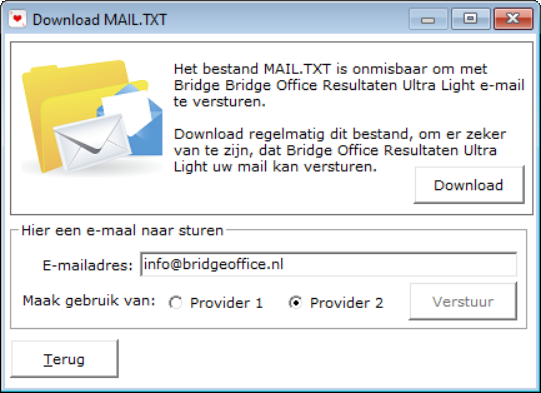 Download MAIL.TXT
Het bestand MAIL.TXT is onmisbaar om met
Bridge Bridge Office Resultaten Ultra Light e-mail
te versturen.
Download regelmatig dit bestand, om er zeker
van te zijn, dat Bridge Office Resultaten Ultra
Light uw mail kan versturen.
Download
Hier een e-maal naar sturen
E-mailadres: info@bridgeoffice.nl
Maak gebruik van: Provider 1 Provider 2 Verstuur
Terug